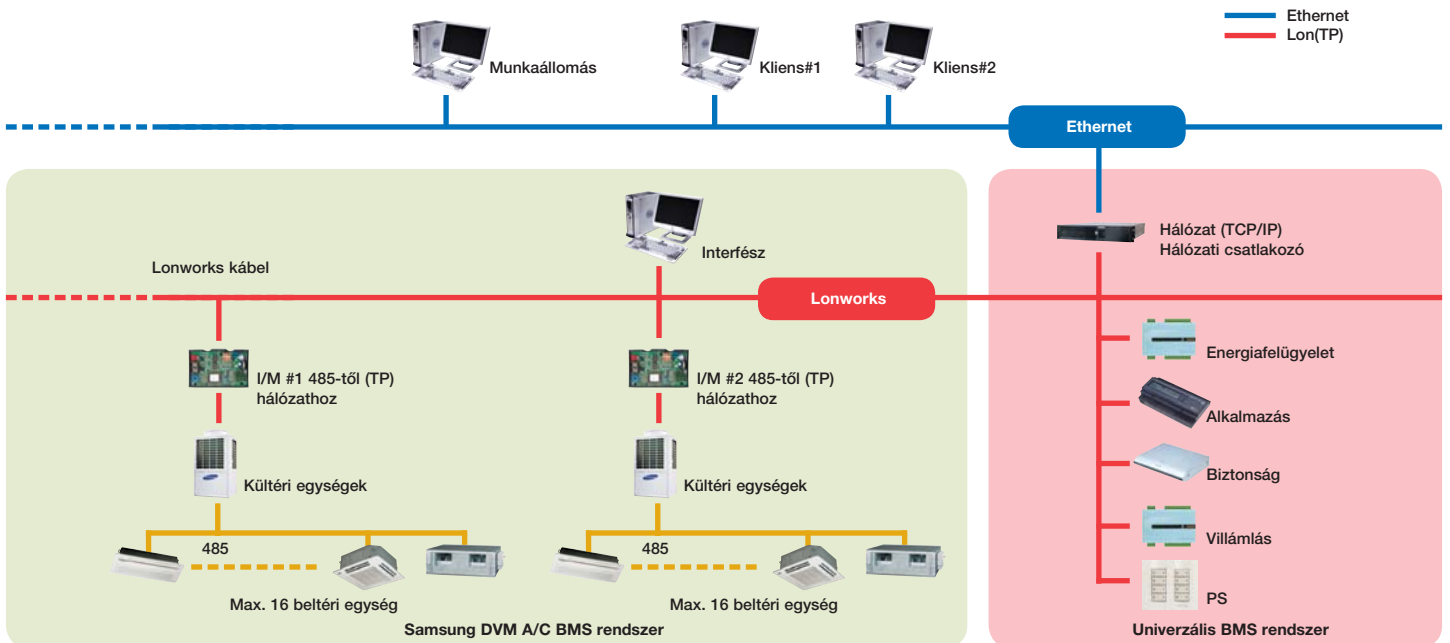 Ethernet
Lon(TP)
Munkaállomás
Kliens#1
Kliens#2
Ethernet
Interfész
Hálózat (TCP/IP)
Hálózati csatlakozó
Lonworks kábel
Lonworks
I/M #1 485-től (TP)
hálózathoz
I/M #2 485-től (TP)
hálózathoz
Energiafelügyelet
Alkalmazás
Kültéri egységek
Kültéri egységek
Biztonság
485
485
Villámlás
Max. 16 beltéri egység
Max. 16 beltéri egység
PS
Samsung DVM A/C BMS rendszer
Univerzális BMS rendszer